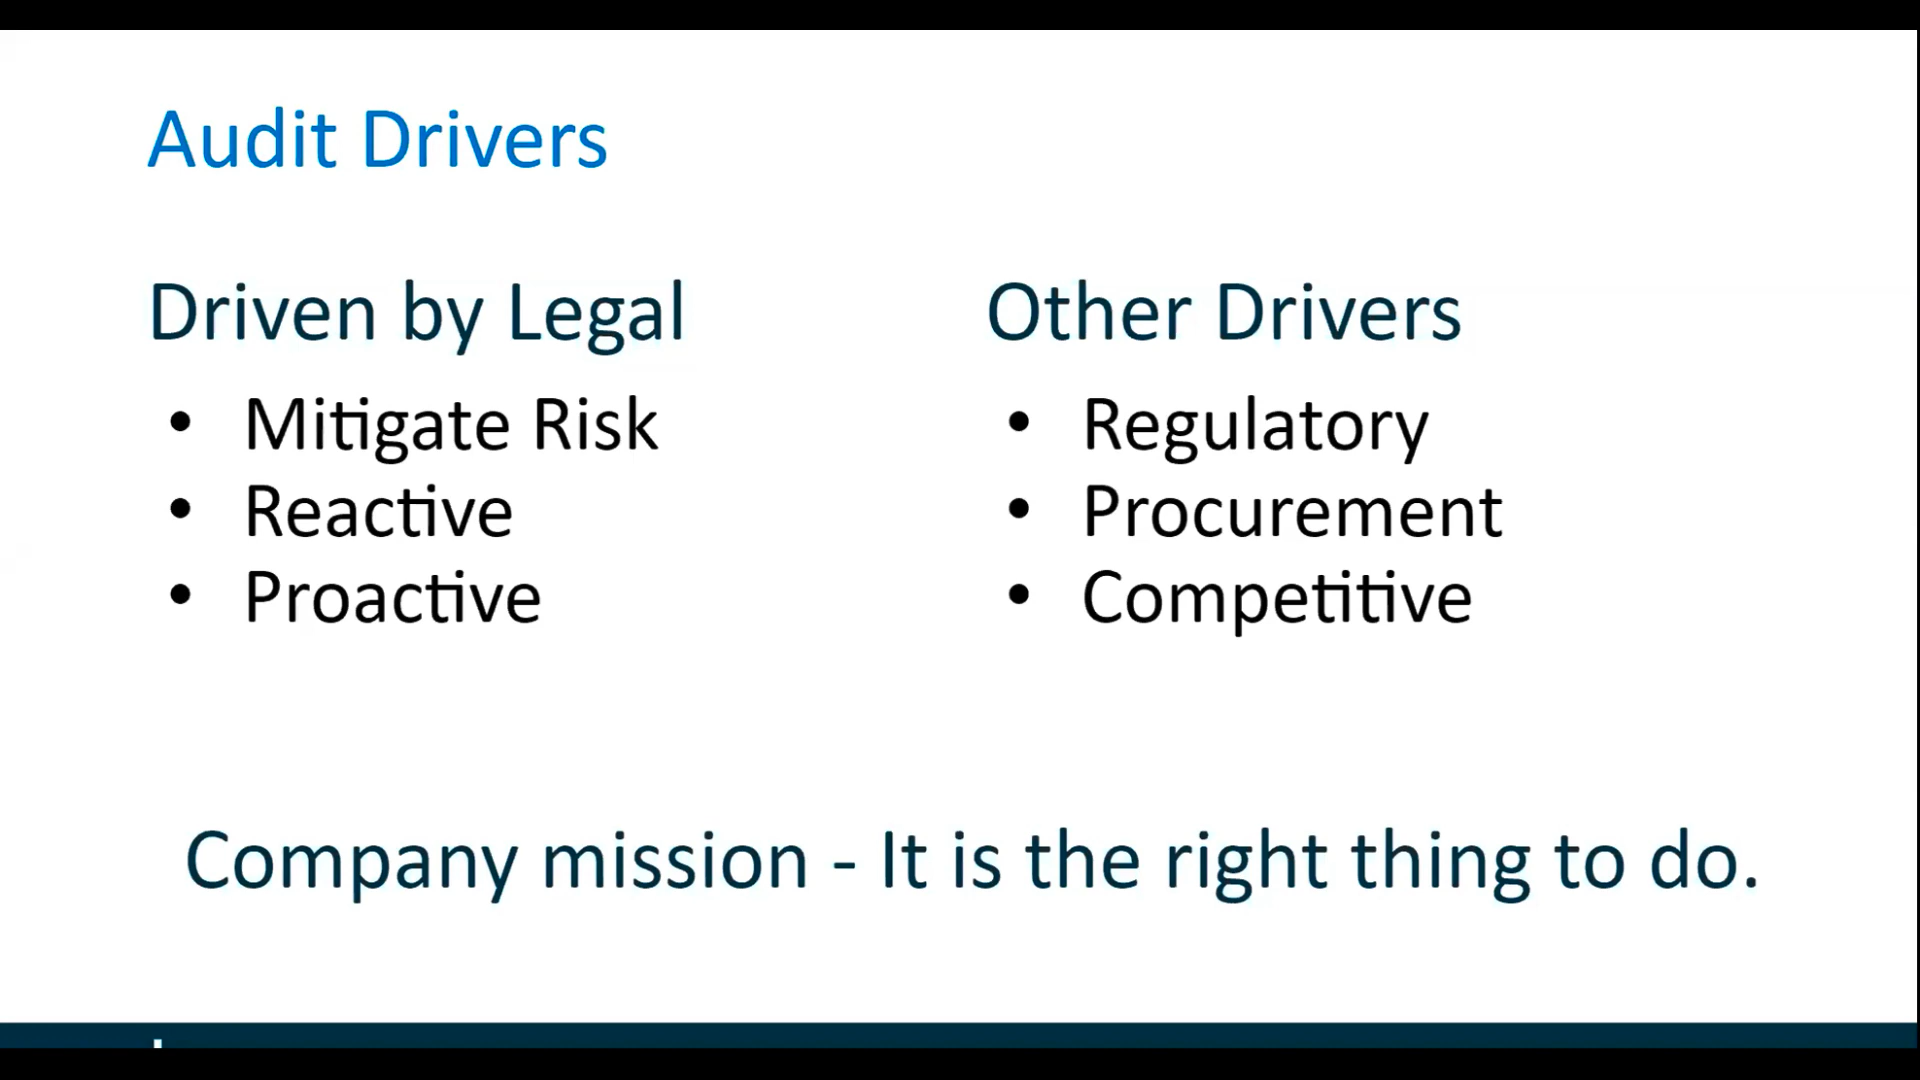 Audit Drivers
Driven by Legal
• Mitigate Risk
• Reactive
• Proactive
Other Drivers
• Regulatory
• Procurement
• Competitive
Company mission - It is the right thing to do.